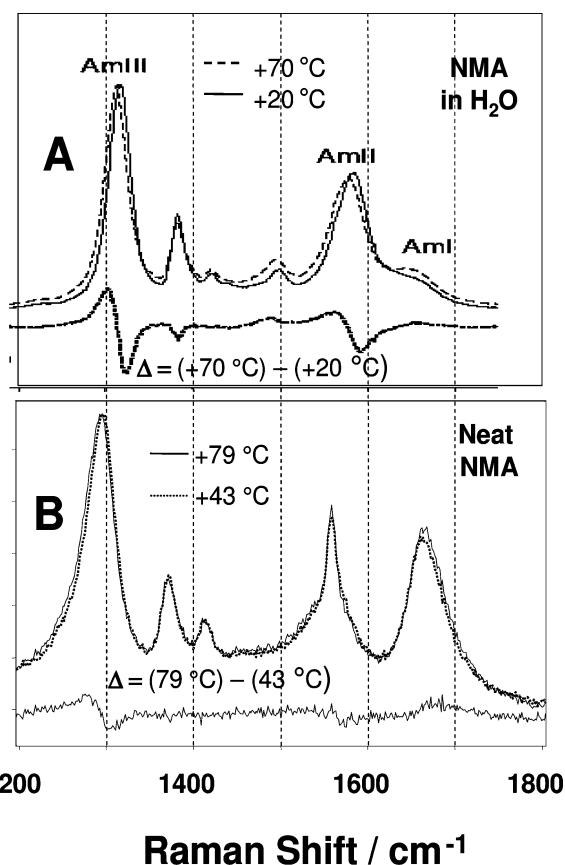 AmIII
+70 °C
+20 °C
NMA
in H₂O
A
AmII
AmI
Δ = (+70 °C) – (+20 °C)
+79 °C
+43 °C
Neat
NMA
B
Δ = (79 °C) – (43 °C)
200 1400 1600 1800
Raman Shift / cm⁻¹